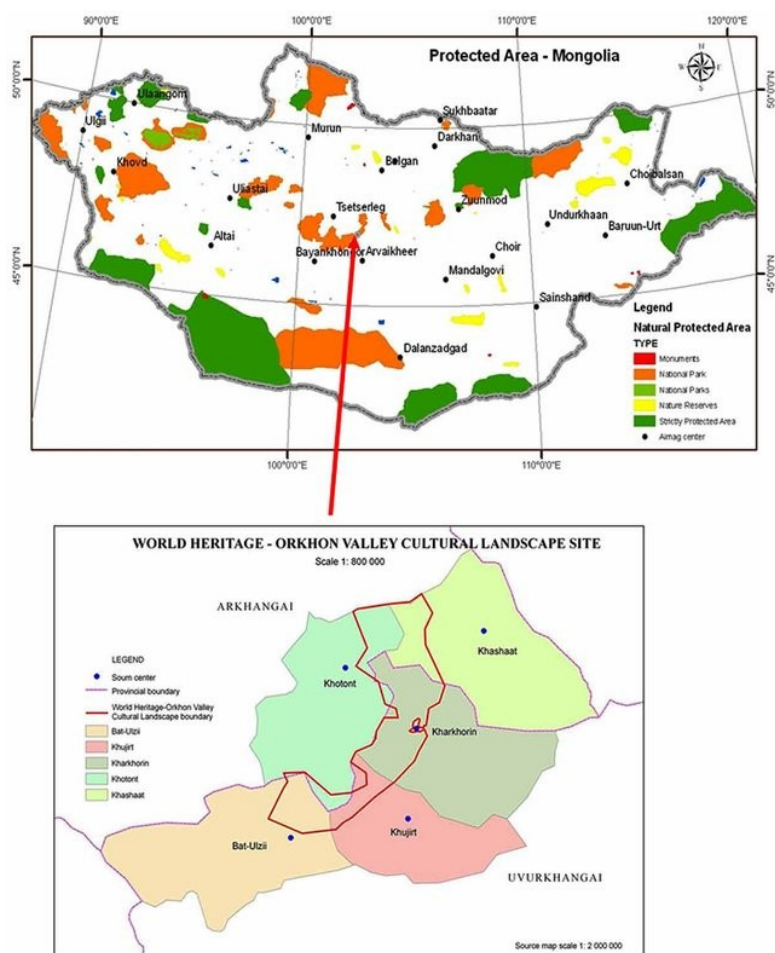 90°0'0"E
100°0'0"E
110°0'0"E
120°0'0"E
Protected Area - Mongolia
N
W
E
S
50°0'0"N
50°0'0"N
Ulaangom
Ulgii
Sukhbaatar
Murun
Darkhan
Bulgan
Khovd
Choibalsan
Uliastai
Zuunmod
Tsetserleg
Undurkhaan
Baruun-Urt
Altai
Choir
Bayankhongor
Arvaikheer
45°0'0"N
45°0'0"N
Mandalgovi
Sainshand
Legend
Natural Protected Area
TYPE
Monuments
National Park
National Parks
Nature Reserves
Strictly Protected Area
Aimag center
Dalanzadgad
100°0'0"E
110°0'0"E
WORLD HERITAGE - ORKHON VALLEY CULTURAL LANDSCAPE SITE
Scale 1: 800 000
ARKHANGAI
LEGEND
Soum center
Provincial boundary
World Heritage-Orkhon Valley
Cultural Landscape boundary
Bat-Ulzii
Khujirt
Kharkhorin
Khotont
Khashaat
Khashaat
Khotont
Kharkhorin
Khujirt
Bat-Ulzii
UVURKHANGAI
Source map scale 1: 2 000 000